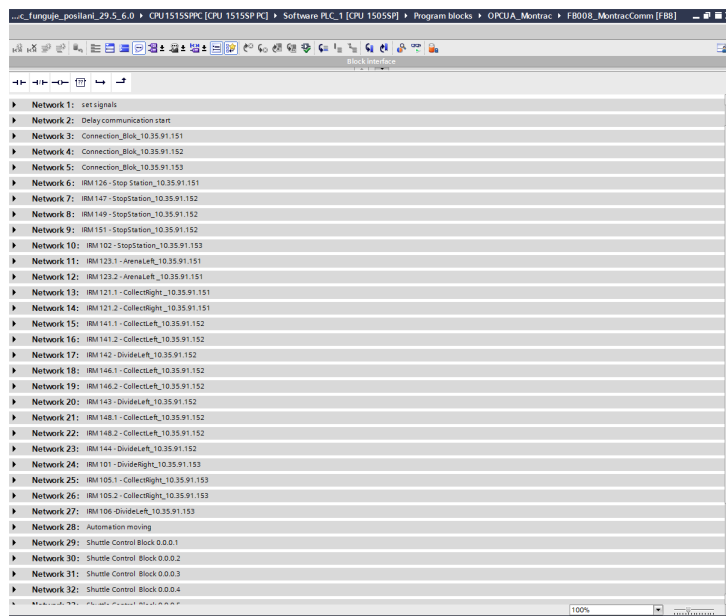 ...c_funguje_posilani_29.5_6.0 ▸ CPU1515SPPC [CPU 1515SP PC] ▸ Software PLC_1 [CPU 1505SP] ▸ Program blocks ▸ OPCUA_Montrac ▸ FB008_MontracComm [FB8]
Block interface
Network 1: set signals
Network 2: Delay communication start
Network 3: Connection_Blok_10.35.91.151
Network 4: Connection_Blok_10.35.91.152
Network 5: Connection_Blok_10.35.91.153
Network 6: IRM 126 - Stop Station_10.35.91.151
Network 7: IRM 147 - StopStation_10.35.91.152
Network 8: IRM 149 - StopStation_10.35.91.152
Network 9: IRM 151 - StopStation_10.35.91.152
Network 10: IRM 102 - StopStation_10.35.91.153
Network 11: IRM 123.1 - ArenaLeft_10.35.91.151
Network 12: IRM 123.2 - ArenaLeft _10.35.91.151
Network 13: IRM 121.1 - CollectRight _10.35.91.151
Network 14: IRM 121.2 - CollectRight _10.35.91.151
Network 15: IRM 141.1 - CollectLeft_10.35.91.152
Network 16: IRM 141.2 - CollectLeft_10.35.91.152
Network 17: IRM 142 - DivideLeft_10.35.91.152
Network 18: IRM 146.1 - CollectLeft_10.35.91.152
Network 19: IRM 146.2 - CollectLeft_10.35.91.152
Network 20: IRM 143 - DivideLeft_10.35.91.152
Network 21: IRM 148.1 - CollectLeft_10.35.91.152
Network 22: IRM 148.2 - CollectLeft_10.35.91.152
Network 23: IRM 144 - DivideLeft_10.35.91.152
Network 24: IRM 101 - DivideRight_10.35.91.153
Network 25: IRM 105.1 - CollectRight_10.35.91.153
Network 26: IRM 105.2 - CollectRight_10.35.91.153
Network 27: IRM 106 -DivideLeft_10.35.91.153
Network 28: Automation moving
Network 29: Shuttle Control Block 0.0.0.1
Network 30: Shuttle Control Block 0.0.0.2
Network 31: Shuttle Control Block 0.0.0.3
Network 32: Shuttle Control Block 0.0.0.4
100%